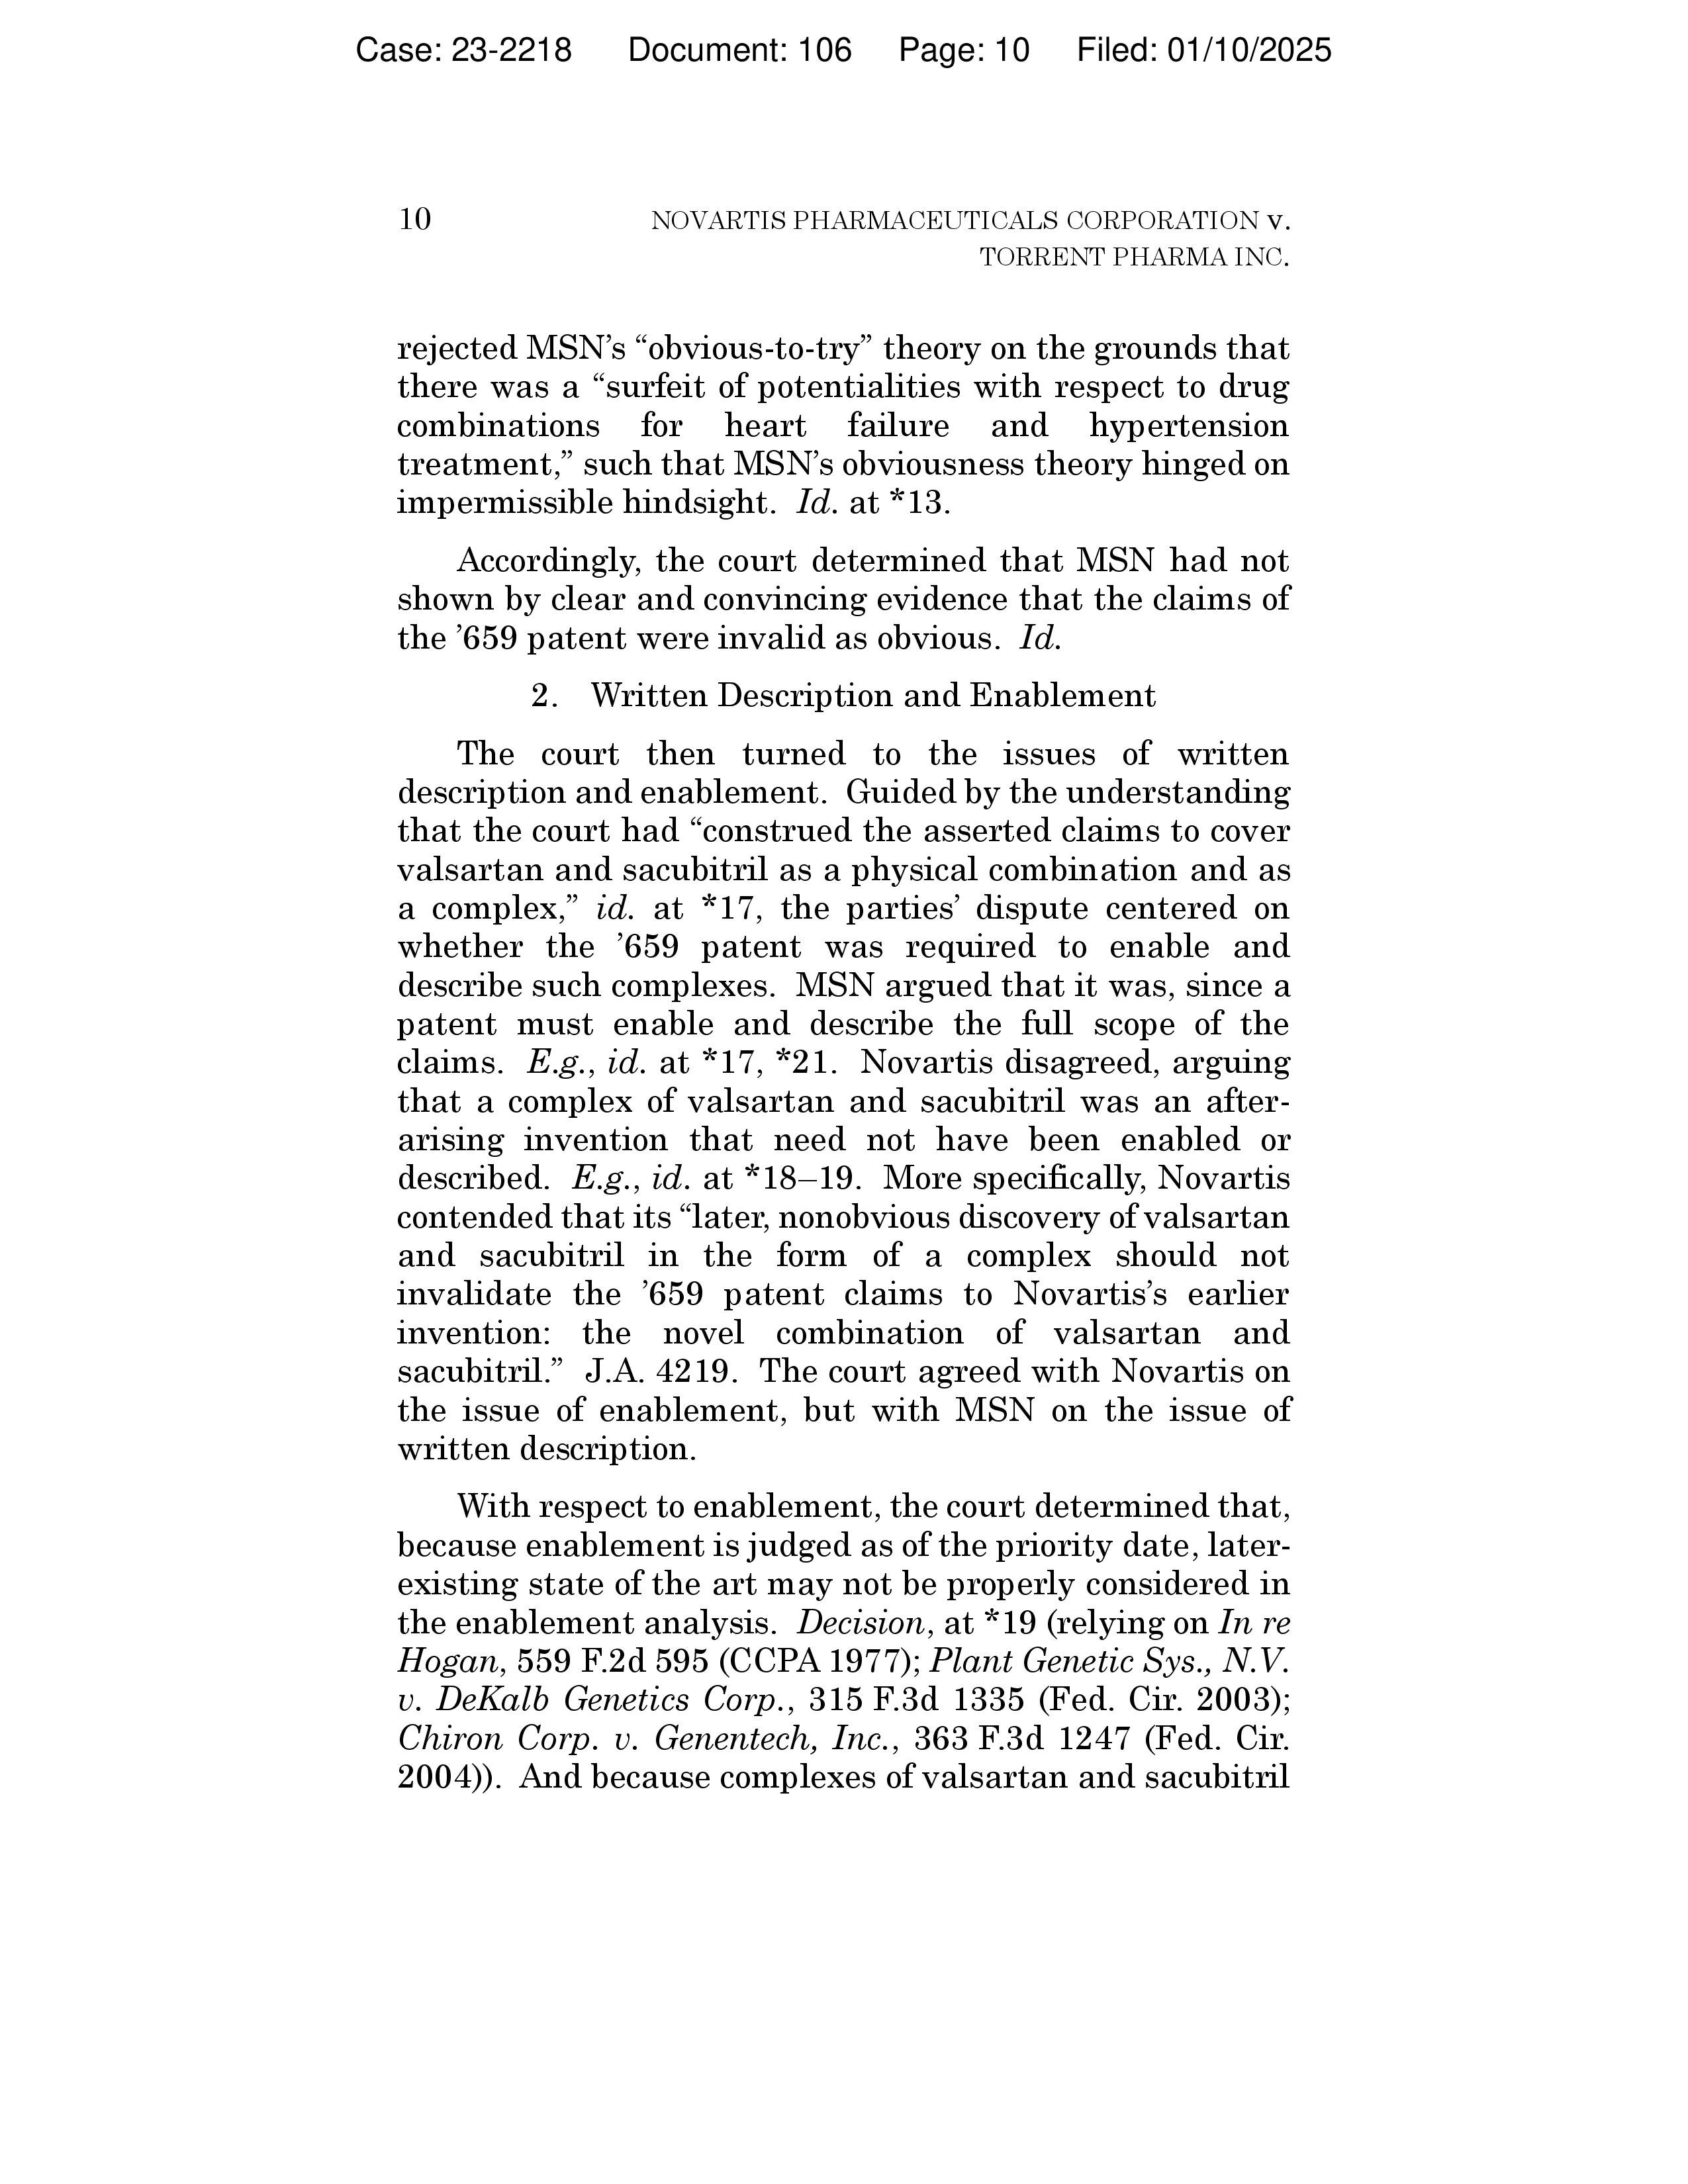 Case: 23-2218 Document: 106 Page: 10 Filed: 01/10/2025
10 NOVARTIS PHARMACEUTICALS CORPORATION v.
TORRENT PHARMA INC.
rejected MSN’s “obvious-to-try” theory on the grounds that
there was a “surfeit of potentialities with respect to drug
combinations for heart failure and hypertension
treatment,” such that MSN’s obviousness theory hinged on
impermissible hindsight. Id. at *13.
Accordingly, the court determined that MSN had not
shown by clear and convincing evidence that the claims of
the ’659 patent were invalid as obvious. Id.
2. Written Description and Enablement
The court then turned to the issues of written
description and enablement. Guided by the understanding
that the court had “construed the asserted claims to cover
valsartan and sacubitril as a physical combination and as
a complex,” id. at *17, the parties’ dispute centered on
whether the ’659 patent was required to enable and
describe such complexes. MSN argued that it was, since a
patent must enable and describe the full scope of the
claims. E.g., id. at *17, *21. Novartis disagreed, arguing
that a complex of valsartan and sacubitril was an after-
arising invention that need not have been enabled or
described. E.g., id. at *18–19. More specifically, Novartis
contended that its “later, nonobvious discovery of valsartan
and sacubitril in the form of a complex should not
invalidate the ’659 patent claims to Novartis’s earlier
invention: the novel combination of valsartan and
sacubitril.” J.A. 4219. The court agreed with Novartis on
the issue of enablement, but with MSN on the issue of
written description.
With respect to enablement, the court determined that,
because enablement is judged as of the priority date, later-
existing state of the art may not be properly considered in
the enablement analysis. Decision, at *19 (relying on In re
Hogan, 559 F.2d 595 (CCPA 1977); Plant Genetic Sys., N.V.
v. DeKalb Genetics Corp., 315 F.3d 1335 (Fed. Cir. 2003);
Chiron Corp. v. Genentech, Inc., 363 F.3d 1247 (Fed. Cir.
2004)). And because complexes of valsartan and sacubitril